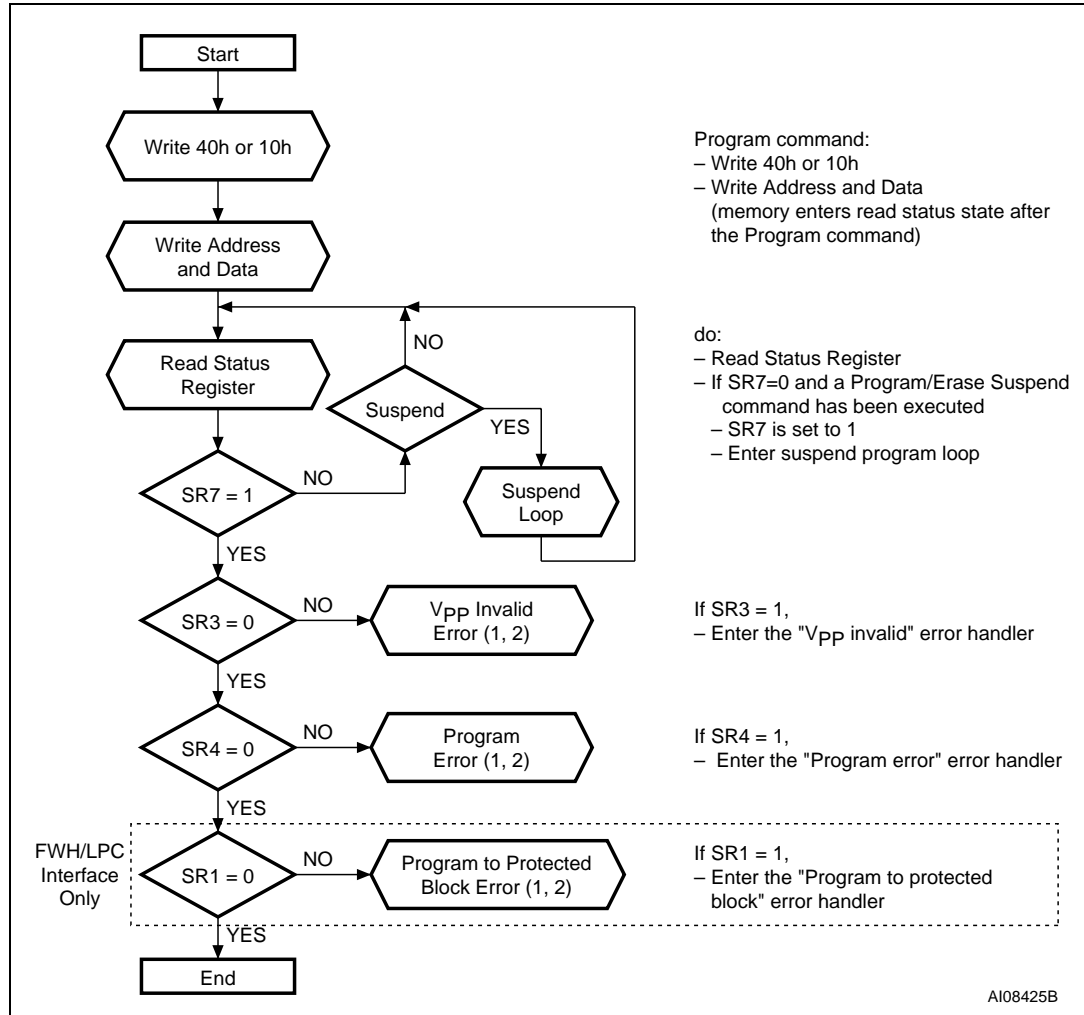 Start
Write 40h or 10h
Program command:
– Write 40h or 10h
– Write Address and Data
(memory enters read status state after
the Program command)
Write Address
and Data
NO
do:
– Read Status Register
– If SR7=0 and a Program/Erase Suspend
command has been executed
– SR7 is set to 1
– Enter suspend program loop
Read Status
Register
Suspend
YES
NO
SR7 = 1
Suspend
Loop
YES
SR3 = 0
NO
VPP Invalid
Error (1, 2)
If SR3 = 1,
– Enter the "VPP invalid" error handler
YES
SR4 = 0
NO
Program
Error (1, 2)
If SR4 = 1,
– Enter the "Program error" error handler
YES
FWH/LPC
Interface
Only
SR1 = 0
NO
Program to Protected
Block Error (1, 2)
If SR1 = 1,
– Enter the "Program to protected
block" error handler
YES
End
AI08425B